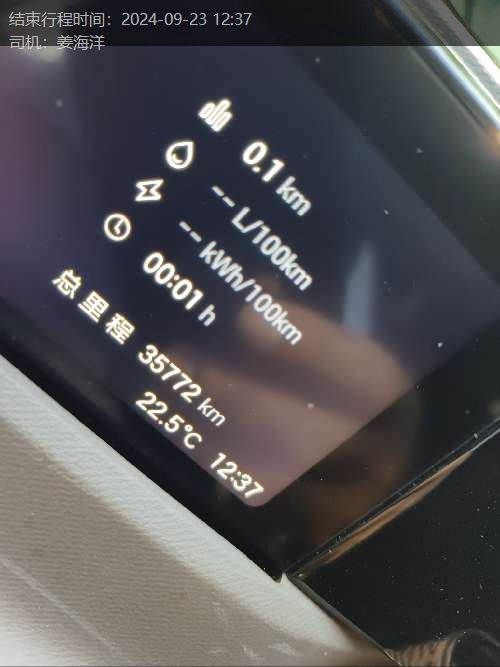 结束行程时间：2024-09-23 12:37
司机：姜海洋
0.1 km
-- L/100km
-- kWh/100km
00:01 h
总里程 35772 km
22.5℃ 12:37